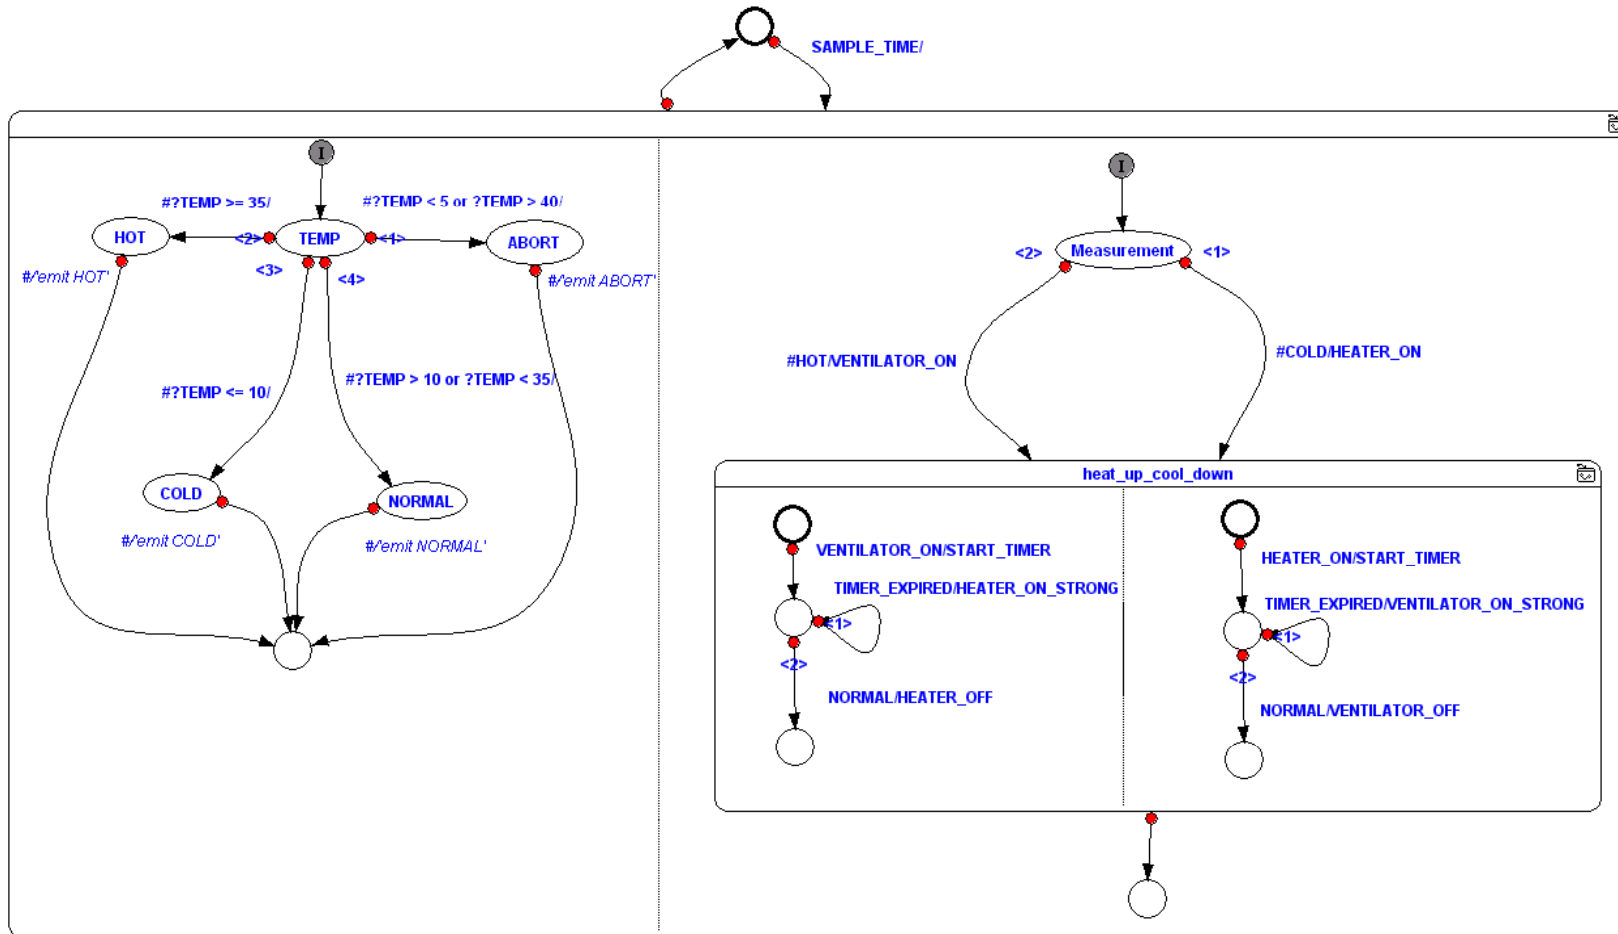 SAMPLE_TIME/
I
#?TEMP >= 35/
#?TEMP < 5 or ?TEMP > 40/
HOT
<2>
TEMP
<1>
ABORT
#/'emit HOT'
<3>
<4>
#/'emit ABORT'
#?TEMP <= 10/
#?TEMP > 10 or ?TEMP < 35/
COLD
NORMAL
#/'emit COLD'
#/'emit NORMAL'
I
<2>
Measurement
<1>
#HOT/VENTILATOR_ON
#COLD/HEATER_ON
heat_up_cool_down
VENTILATOR_ON/START_TIMER
TIMER_EXPIRED/HEATER_ON_STRONG
<1>
<2>
NORMAL/HEATER_OFF
HEATER_ON/START_TIMER
TIMER_EXPIRED/VENTILATOR_ON_STRONG
<1>
<2>
NORMAL/VENTILATOR_OFF